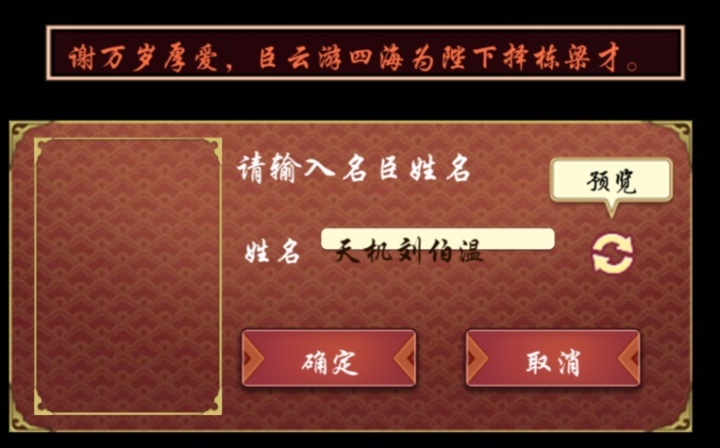 谢万岁厚爱，臣云游四海为陛下择栋梁才。
请输入名臣姓名
预览
姓名 天机刘伯温
确定 取消